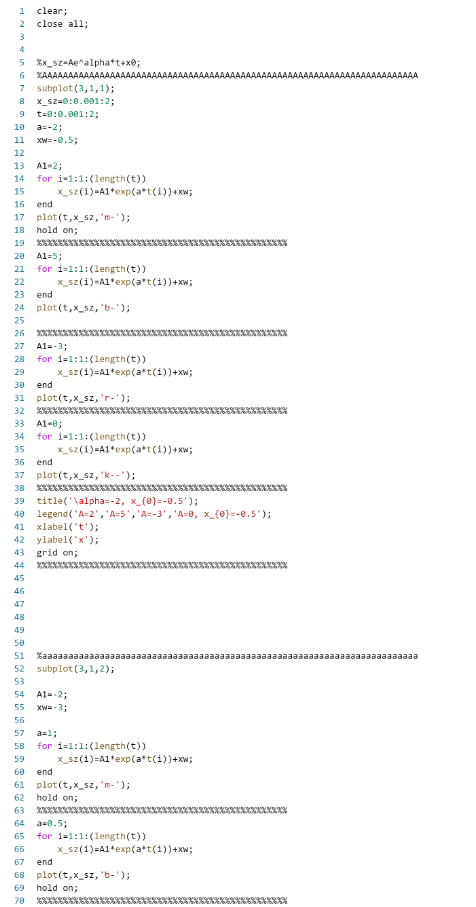 1 clear;
2 close all;
3
4
5 %x_sz=Ae^alpha*t+x0;
6 %AAAAAAAAAAAAAAAAAAAAAAAAAAAAAAAAAAAAAAAAAAAAAAAAAAAAAAAAAAAAAAAAAAAAAAAA
7 subplot(3,1,1);
8 x_sz=0:0.001:2;
9 t=0:0.001:2;
10 a=-2;
11 xw=-0.5;
12
13 A1=2;
14 for i=1:1:(length(t))
15 x_sz(i)=A1*exp(a*t(i))+xw;
16 end
17 plot(t,x_sz,'m-');
18 hold on;
19 %%%%%%%%%%%%%%%%%%%%%%%%%%%%%%%%%%%%%%%%%%%%%%%%
20 A1=5;
21 for i=1:1:(length(t))
22 x_sz(i)=A1*exp(a*t(i))+xw;
23 end
24 plot(t,x_sz,'b-');
25
26 %%%%%%%%%%%%%%%%%%%%%%%%%%%%%%%%%%%%%%%%%%%%%%%%
27 A1=-3;
28 for i=1:1:(length(t))
29 x_sz(i)=A1*exp(a*t(i))+xw;
30 end
31 plot(t,x_sz,'r-');
32 %%%%%%%%%%%%%%%%%%%%%%%%%%%%%%%%%%%%%%%%%%%%%%%%
33 A1=0;
34 for i=1:1:(length(t))
35 x_sz(i)=A1*exp(a*t(i))+xw;
36 end
37 plot(t,x_sz,'k--');
38 %%%%%%%%%%%%%%%%%%%%%%%%%%%%%%%%%%%%%%%%%%%%%%%%
39 title('\alpha=-2, x_{0}=-0.5');
40 legend('A=2','A=5','A=-3','A=0, x_{0}=-0.5');
41 xlabel('t');
42 ylabel('x');
43 grid on;
44 %%%%%%%%%%%%%%%%%%%%%%%%%%%%%%%%%%%%%%%%%%%%%%%%
45
46
47
48
49
50
51 %aaaaaaaaaaaaaaaaaaaaaaaaaaaaaaaaaaaaaaaaaaaaaaaaaaaaaaaaaaaaaaaaaaaaaaaa
52 subplot(3,1,2);
53
54 A1=-2;
55 xw=-3;
56
57 a=1;
58 for i=1:1:(length(t))
59 x_sz(i)=A1*exp(a*t(i))+xw;
60 end
61 plot(t,x_sz,'m-');
62 hold on;
63 %%%%%%%%%%%%%%%%%%%%%%%%%%%%%%%%%%%%%%%%%%%%%%%%
64 a=0.5;
65 for i=1:1:(length(t))
66 x_sz(i)=A1*exp(a*t(i))+xw;
67 end
68 plot(t,x_sz,'b-');
69 hold on;
70 %%%%%%%%%%%%%%%%%%%%%%%%%%%%%%%%%%%%%%%%%%%%%%%%